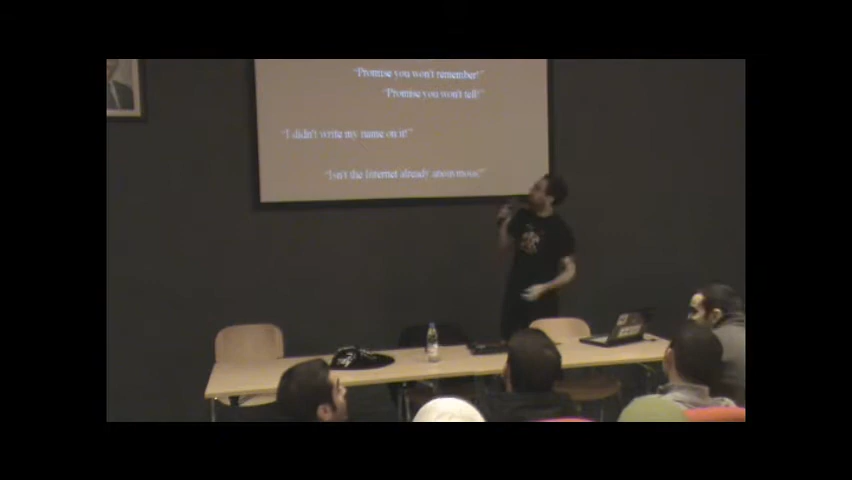 “Promise you won't remember!”
“Promise you won't tell!”
“I didn't write my name on it!”
“Isn't the Internet already anonymous?”